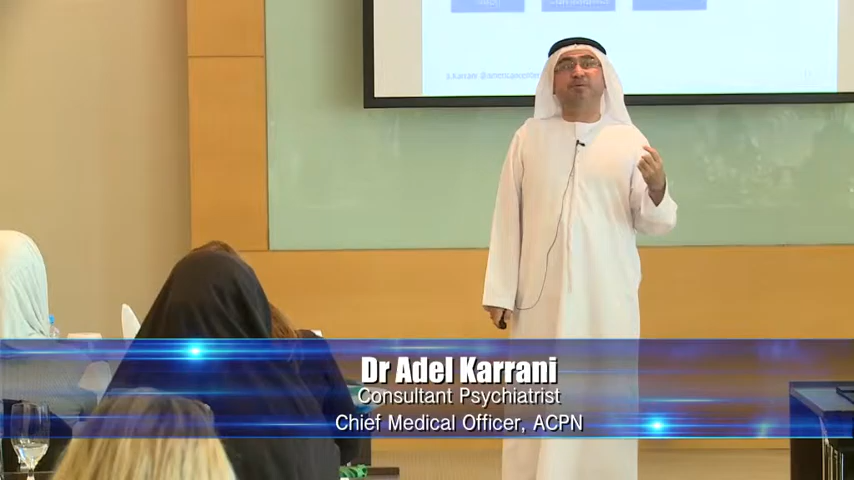 Dr Adel Karrani
Consultant Psychiatrist
Chief Medical Officer, ACPN